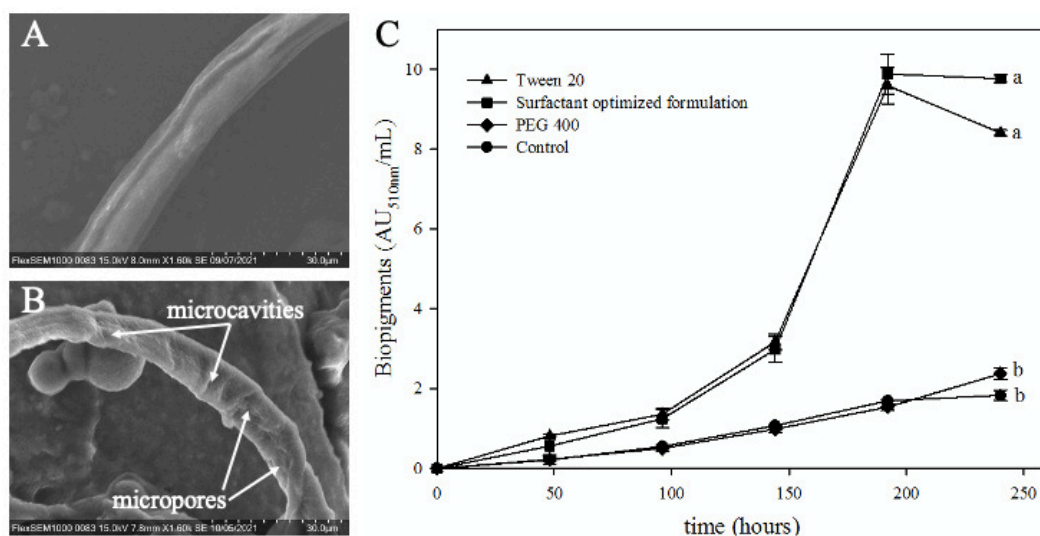 A
FlexSEM1000 0083 15.0kV 8.0mm X1.60k SE 09/07/2021 30.0μm
B
microcavities
micropores
FlexSEM1000 0083 15.0kV 7.8mm X1.60k SE 10/05/2021 30.0μm
C
Biopigments (AU510nm/mL)
10
8
6
4
2
0
Tween 20
Surfactant optimized formulation
PEG 400
Control
a
a
b
b
0 50 100 150 200 250
time (hours)